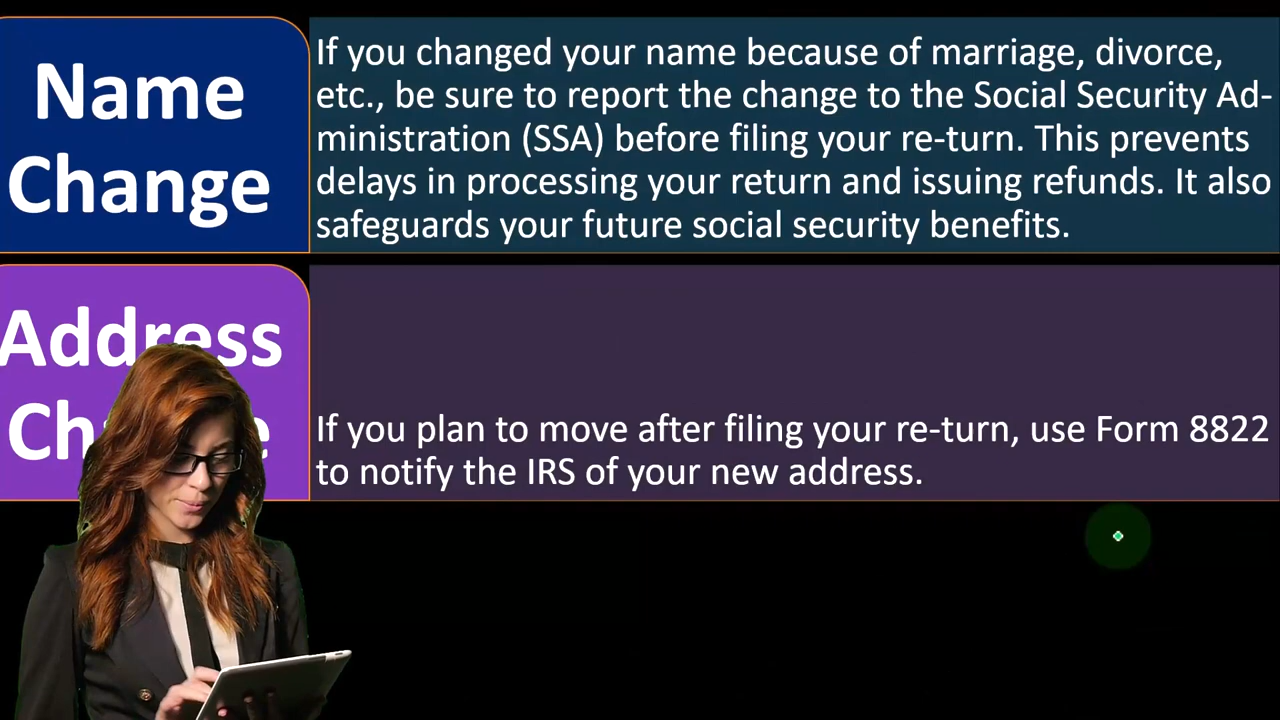 Name
Change
If you changed your name because of marriage, divorce,
etc., be sure to report the change to the Social Security Ad-
ministration (SSA) before filing your re-turn. This prevents
delays in processing your return and issuing refunds. It also
safeguards your future social security benefits.
Address
Change
If you plan to move after filing your re-turn, use Form 8822
to notify the IRS of your new address.